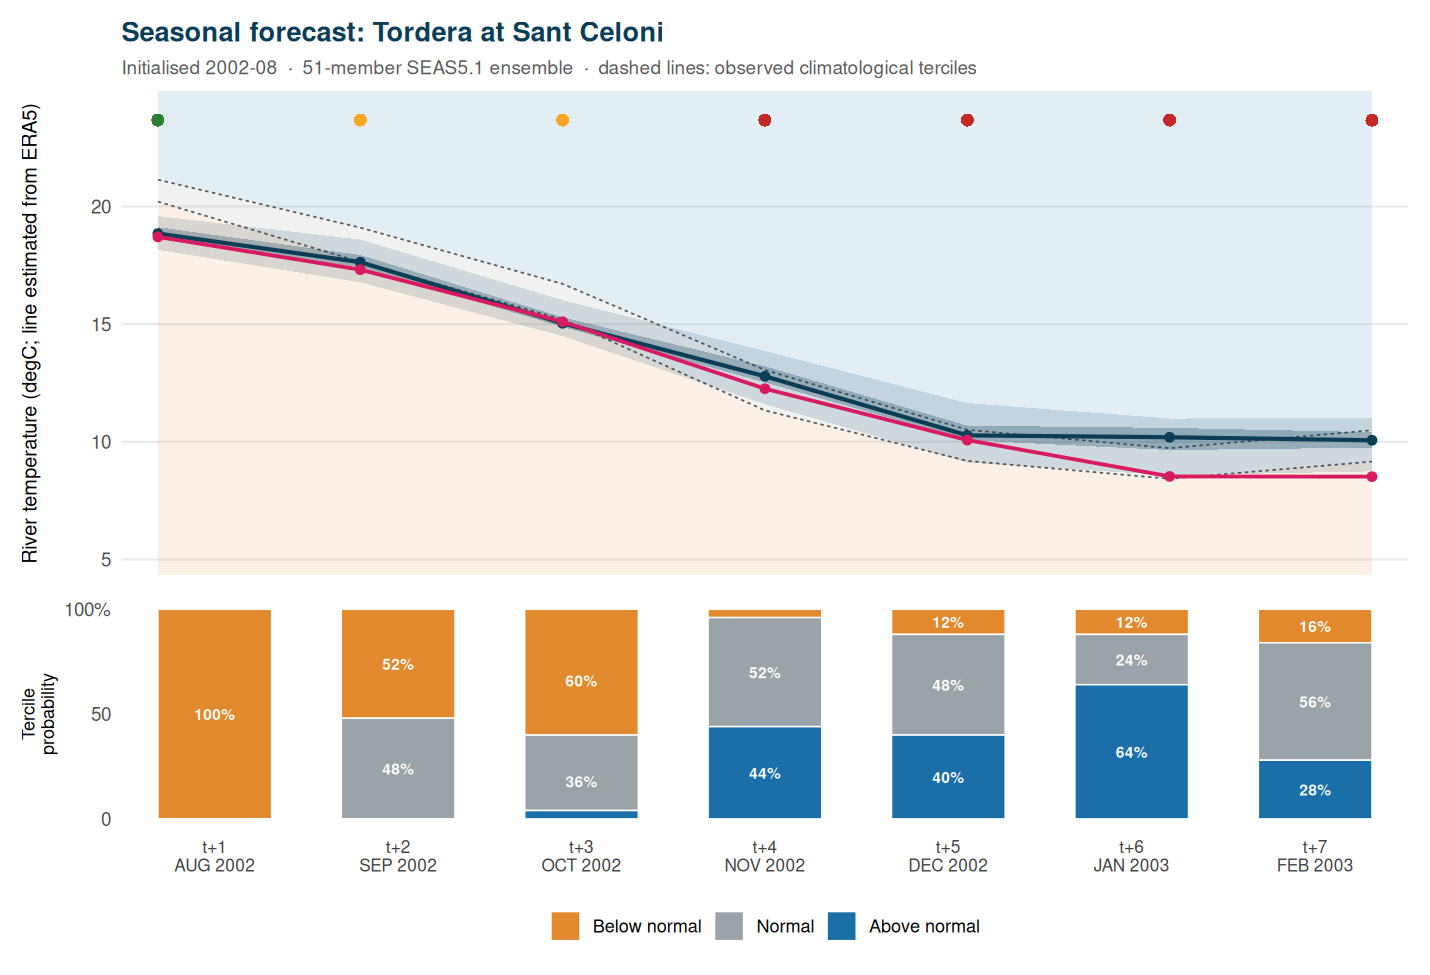 Seasonal forecast: Tordera at Sant Celoni
Initialised 2002-08 · 51-member SEAS5.1 ensemble · dashed lines: observed climatological terciles
River temperature (degC; line estimated from ERA5)
20
15
10
5
Tercile
probability
100%
50
0
100%
52%
48%
60%
36%
52%
44%
12%
48%
40%
12%
24%
64%
16%
56%
28%
t+1
AUG 2002
t+2
SEP 2002
t+3
OCT 2002
t+4
NOV 2002
t+5
DEC 2002
t+6
JAN 2003
t+7
FEB 2003
Below normal
Normal
Above normal